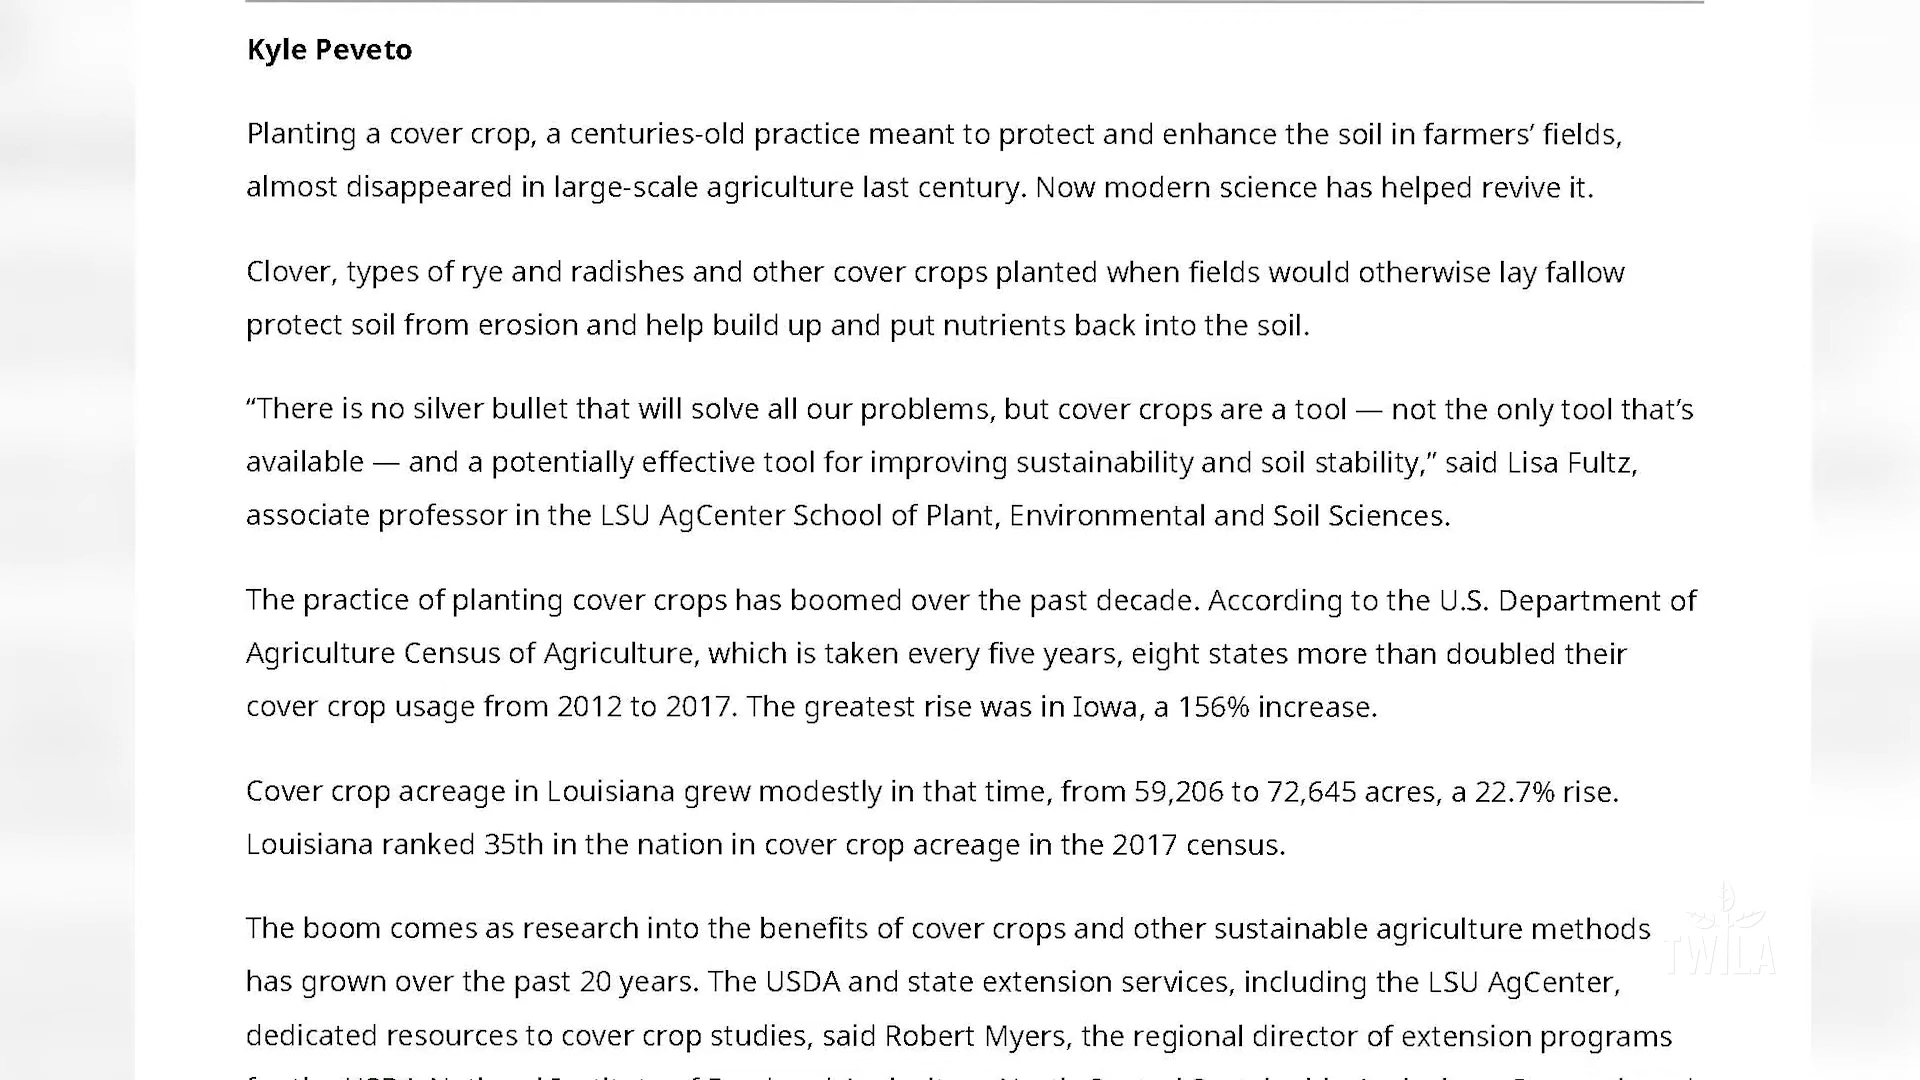 Kyle Peveto
Planting a cover crop, a centuries-old practice meant to protect and enhance the soil in farmers’ fields,
almost disappeared in large-scale agriculture last century. Now modern science has helped revive it.
Clover, types of rye and radishes and other cover crops planted when fields would otherwise lay fallow
protect soil from erosion and help build up and put nutrients back into the soil.
“There is no silver bullet that will solve all our problems, but cover crops are a tool — not the only tool that’s
available — and a potentially effective tool for improving sustainability and soil stability,” said Lisa Fultz,
associate professor in the LSU AgCenter School of Plant, Environmental and Soil Sciences.
The practice of planting cover crops has boomed over the past decade. According to the U.S. Department of
Agriculture Census of Agriculture, which is taken every five years, eight states more than doubled their
cover crop usage from 2012 to 2017. The greatest rise was in Iowa, a 156% increase.
Cover crop acreage in Louisiana grew modestly in that time, from 59,206 to 72,645 acres, a 22.7% rise.
Louisiana ranked 35th in the nation in cover crop acreage in the 2017 census.
The boom comes as research into the benefits of cover crops and other sustainable agriculture methods
has grown over the past 20 years. The USDA and state extension services, including the LSU AgCenter,
dedicated resources to cover crop studies, said Robert Myers, the regional director of extension programs
TWILA